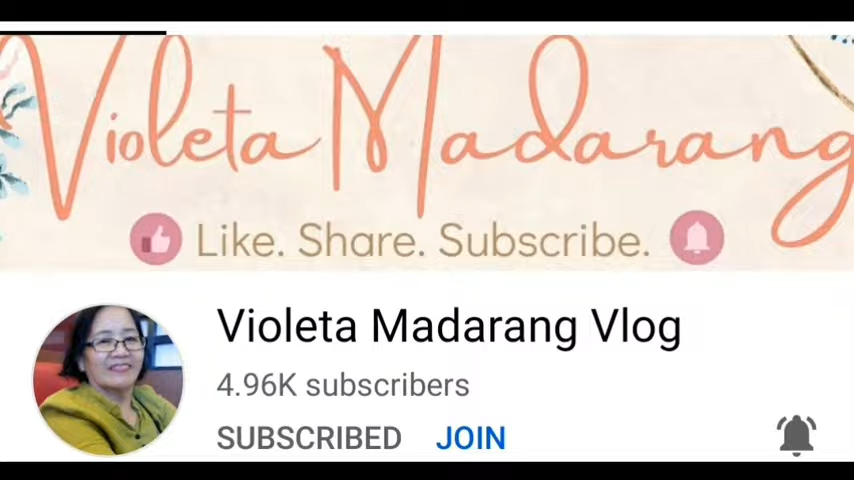 Violeta Madarang
Like. Share. Subscribe.
Violeta Madarang Vlog
4.96K subscribers
SUBSCRIBED JOIN